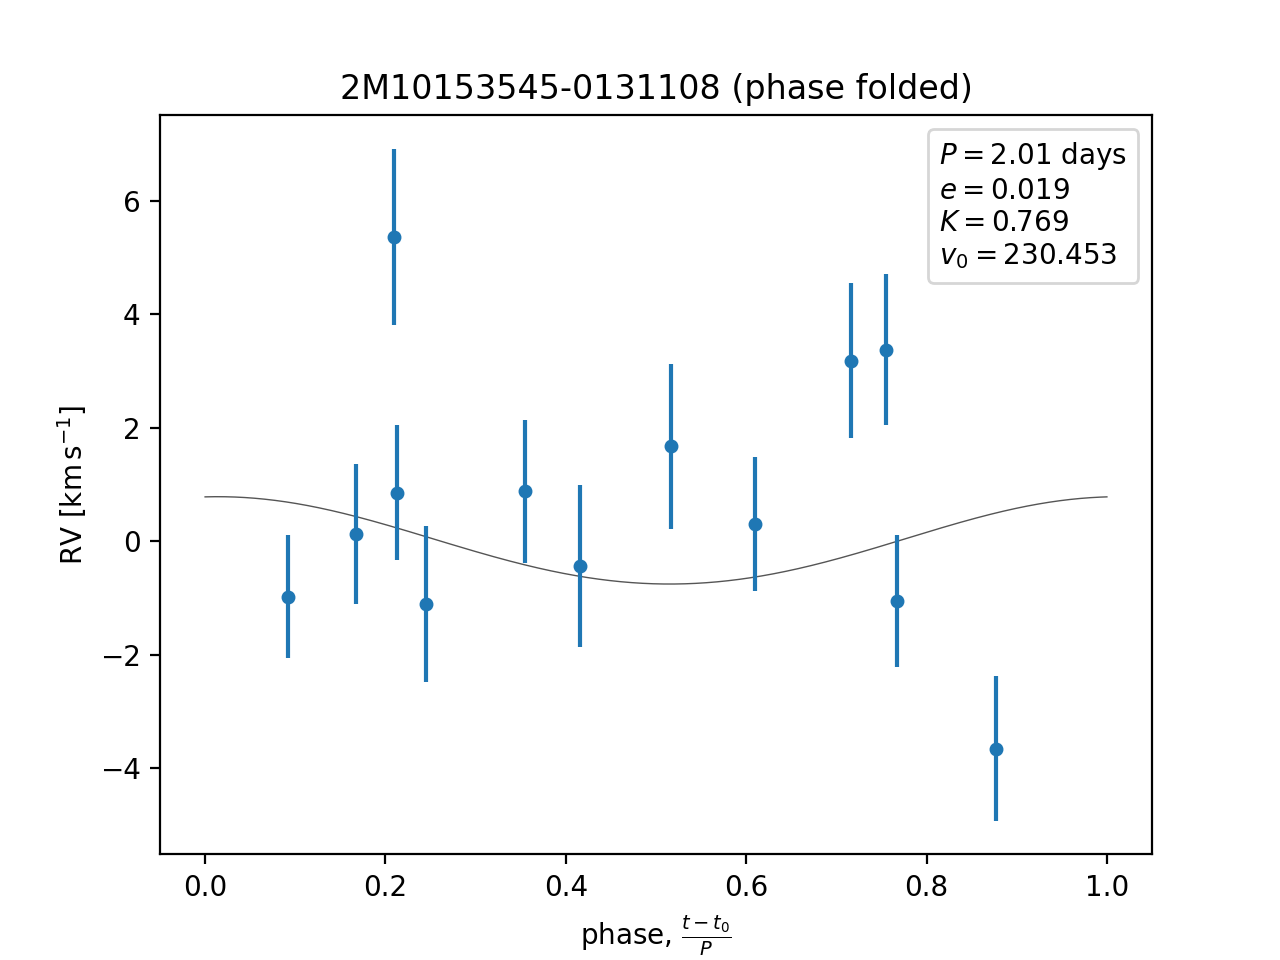 2M10153545-0131108 (phase folded)
P = 2.01 days
e = 0.019
K = 0.769
v₀ = 230.453
6
4
2
0
−2
−4
RV [km s⁻¹]
0.0 0.2 0.4 0.6 0.8 1.0
phase, (t − t₀)/P